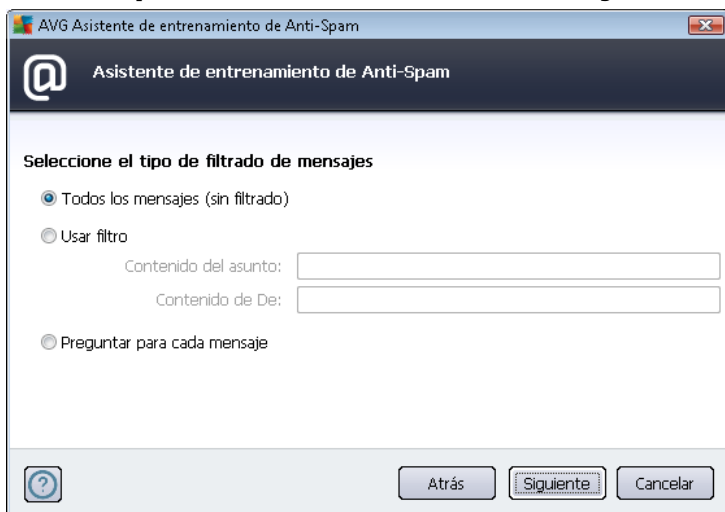 AVG Asistente de entrenamiento de Anti-Spam
Asistente de entrenamiento de Anti-Spam
Seleccione el tipo de filtrado de mensajes
Todos los mensajes (sin filtrado)
Usar filtro
Contenido del asunto:
Contenido de De:
Preguntar para cada mensaje
Atrás Siguiente Cancelar